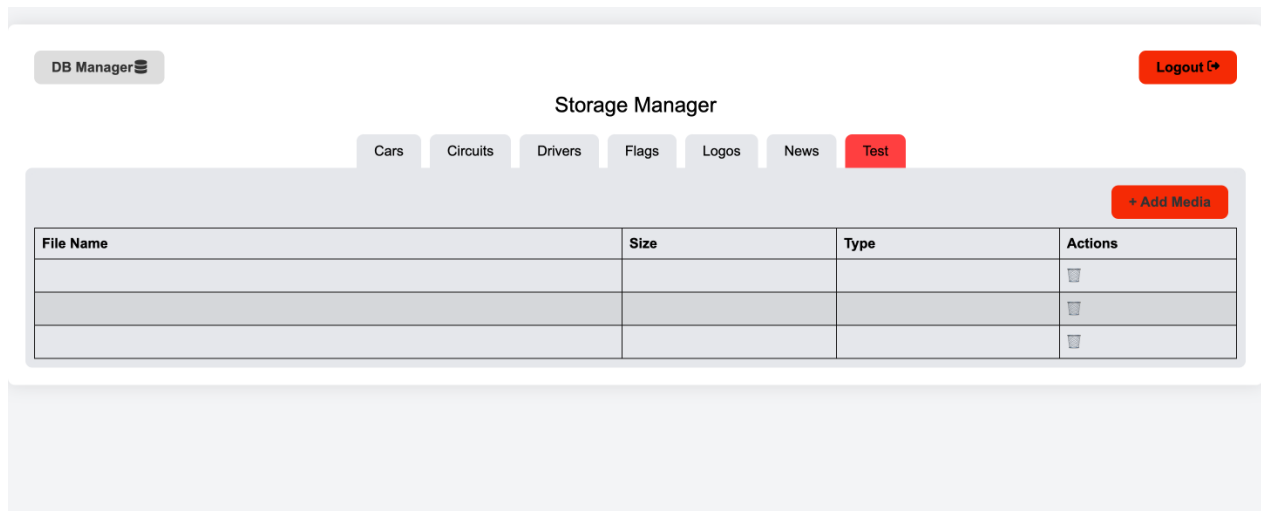 DB Manager
Logout
Storage Manager
Cars Circuits Drivers Flags Logos News Test
+ Add Media
File Name Size Type Actions